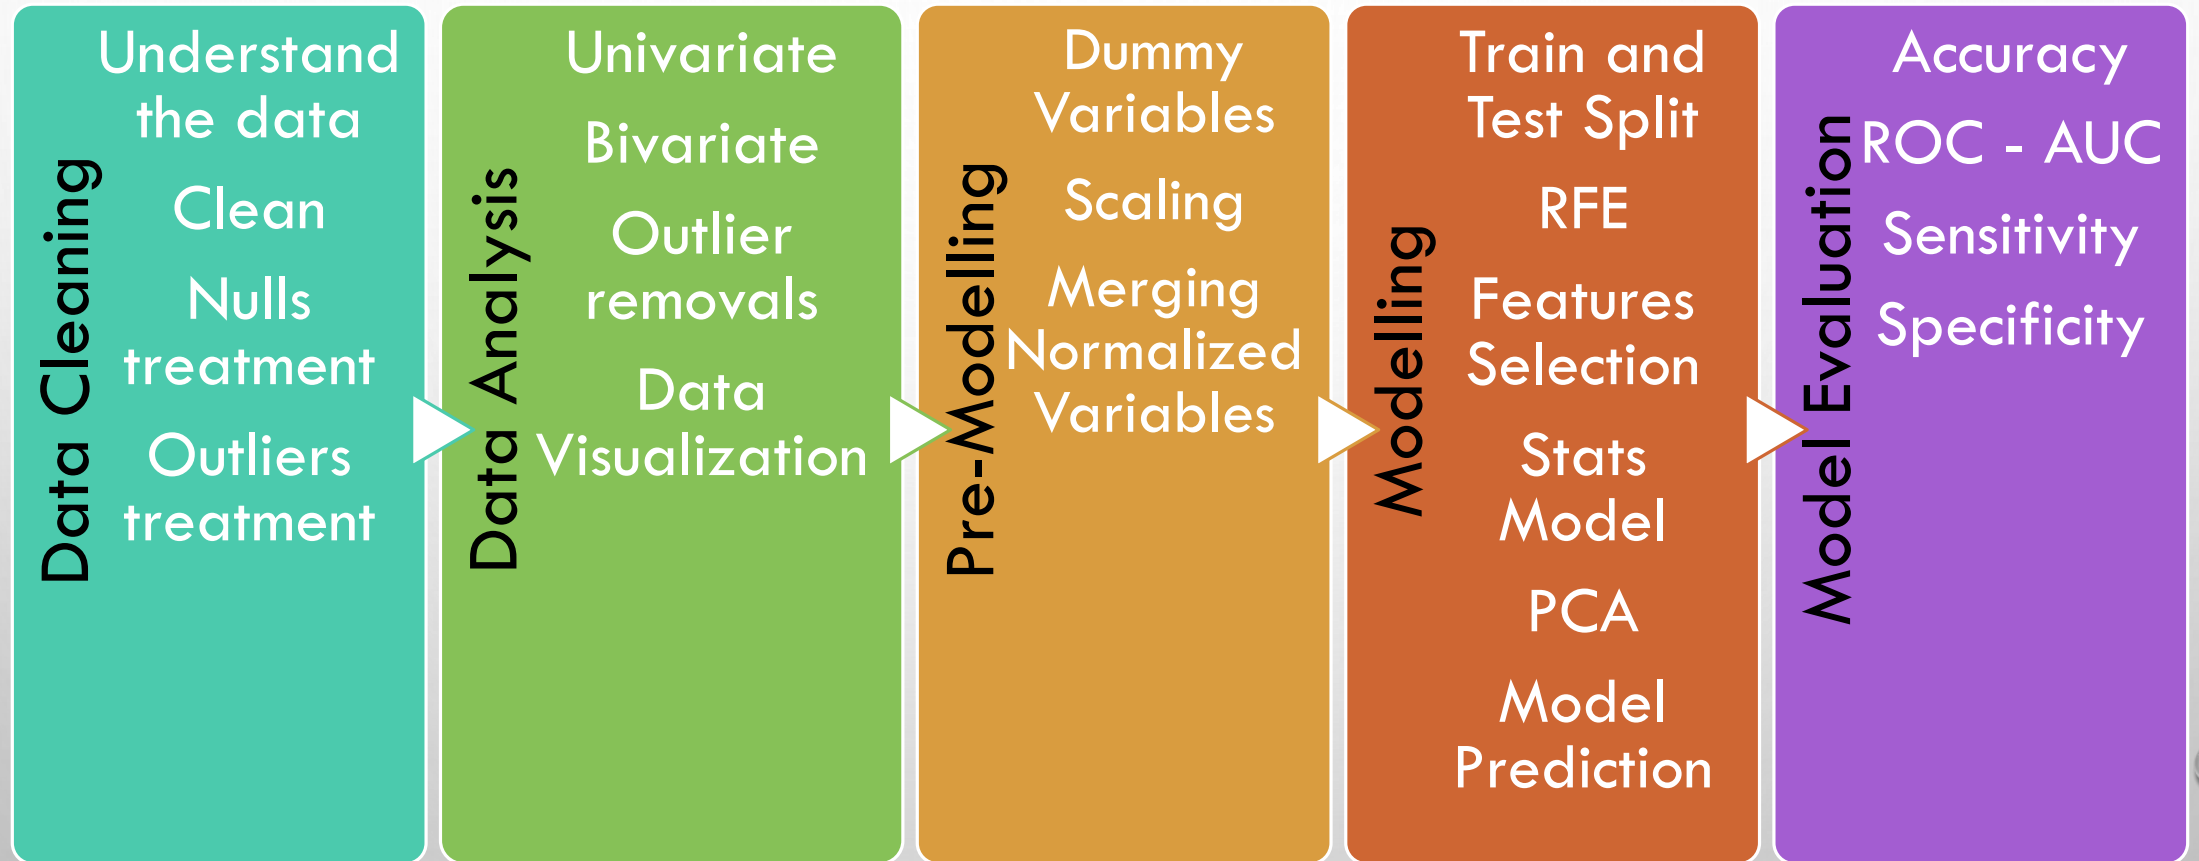 Data Cleaning
Understand
the data
Clean
Nulls
treatment
Outliers
treatment
Data Analysis
Univariate
Bivariate
Outlier
removals
Data
Visualization
Pre-Modelling
Dummy
Variables
Scaling
Merging
Normalized
Variables
Modelling
Train and
Test Split
RFE
Features
Selection
Stats
Model
PCA
Model
Prediction
Model Evaluation
Accuracy
ROC - AUC
Sensitivity
Specificity